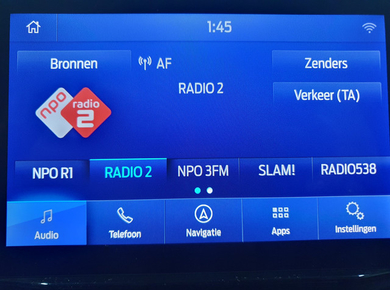 1:45
Bronnen
AF
Zenders
RADIO 2
Verkeer (TA)
npo
radio
2
NPO R1
RADIO 2
NPO 3FM
SLAM!
RADIO538
Audio
Telefoon
Navigatie
Apps
Instellingen